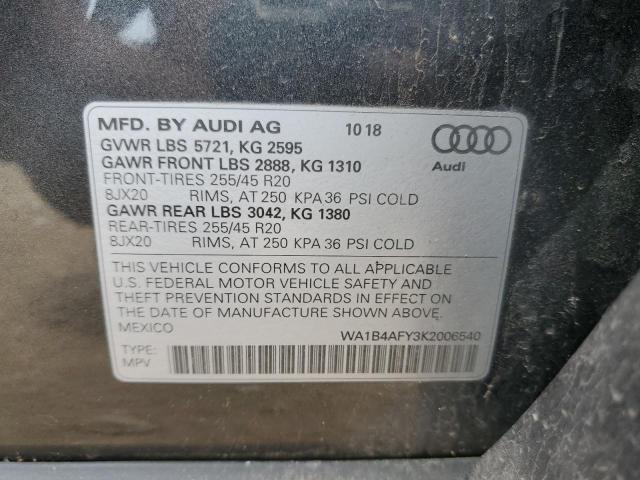 MFD. BY AUDI AG 10 18
GVWR LBS 5721, KG 2595
GAWR FRONT LBS 2888, KG 1310
FRONT-TIRES 255/45 R20
8JX20 RIMS, AT 250 KPA 36 PSI COLD
GAWR REAR LBS 3042, KG 1380
REAR-TIRES 255/45 R20
8JX20 RIMS, AT 250 KPA 36 PSI COLD
Audi
THIS VEHICLE CONFORMS TO ALL APPLICABLE
U.S. FEDERAL MOTOR VEHICLE SAFETY AND
THEFT PREVENTION STANDARDS IN EFFECT ON
THE DATE OF MANUFACTURE SHOWN ABOVE.
MEXICO WA1B4AFY3K2006540
TYPE:
MPV